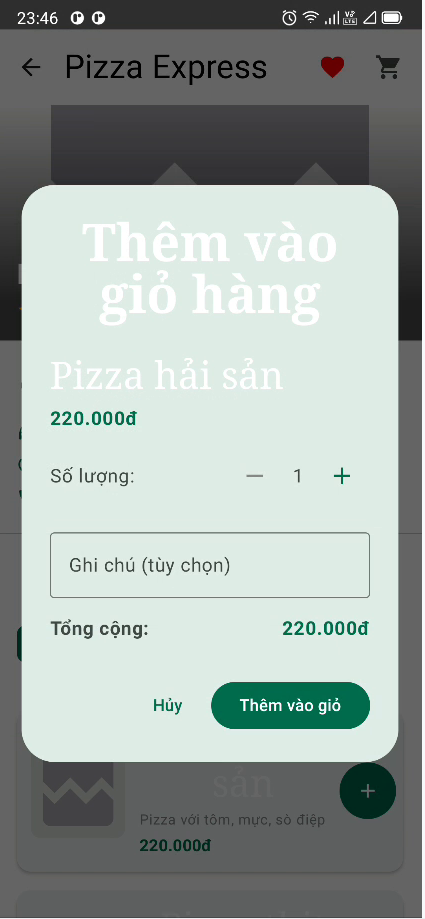 23:46
Pizza Express
Thêm vào
giỏ hàng
Pizza hải sản
220.000đ
Số lượng:
1
Ghi chú (tùy chọn)
Tổng cộng: 220.000đ
Hủy Thêm vào giỏ
sản
Pizza với tôm, mực, sò điệp
220.000đ